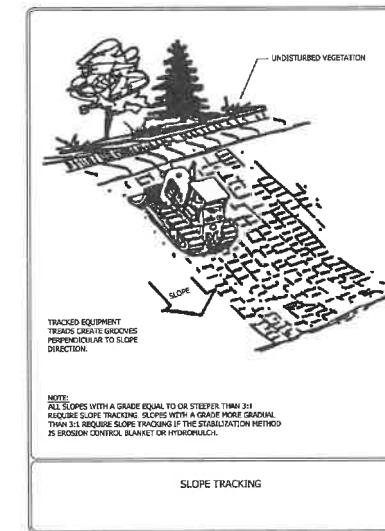 UNDISTURBED VEGETATION
SLOPE
TRACKED EQUIPMENT
TREADS CREATE GROOVES
PERPENDICULAR TO SLOPE
DIRECTION.
NOTE:
ALL SLOPES WITH A GRADE EQUAL TO OR STEEPER THAN 3:1
REQUIRE SLOPE TRACKING. SLOPES WITH A GRADE MORE GRADUAL
THAN 3:1 REQUIRE SLOPE TRACKING IF THE STABILIZATION METHOD
IS EROSION CONTROL BLANKET OR HYDROMULCH.
SLOPE TRACKING